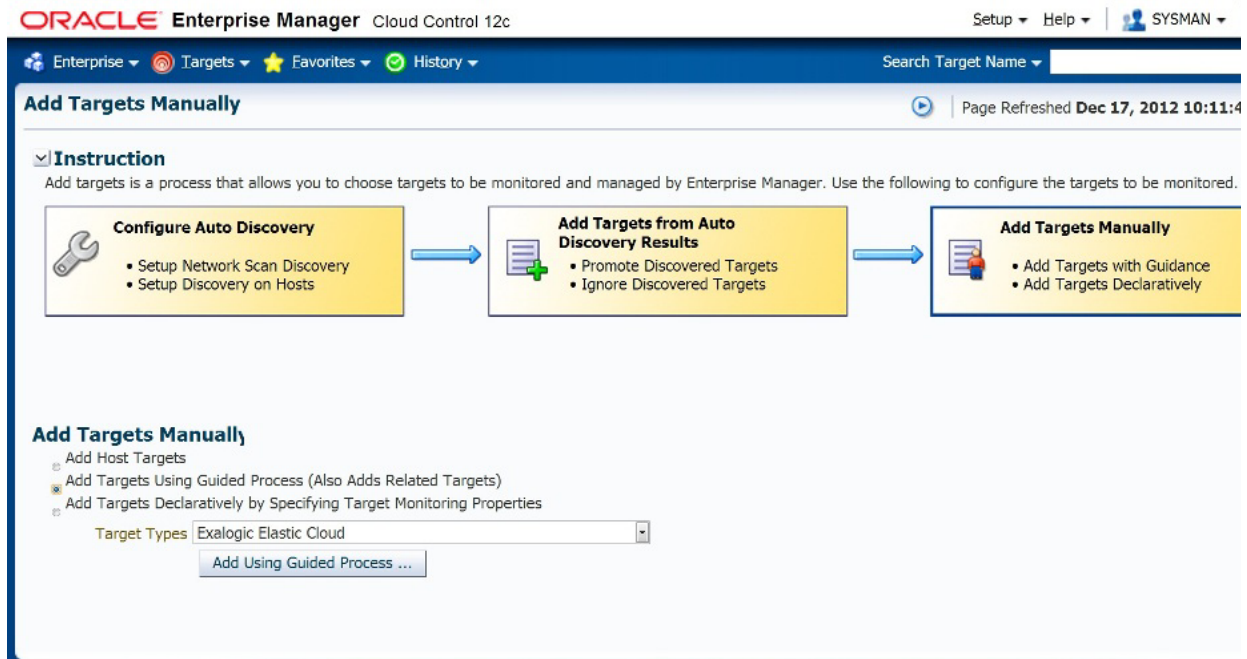 ORACLE Enterprise Manager Cloud Control 12c
Setup Help SYSMAN
Enterprise Targets Favorites History
Search Target Name
Add Targets Manually
Page Refreshed Dec 17, 2012 10:11:4
Instruction
Add targets is a process that allows you to choose targets to be monitored and managed by Enterprise Manager. Use the following to configure the targets to be monitored.
Configure Auto Discovery
• Setup Network Scan Discovery
• Setup Discovery on Hosts
Add Targets from Auto
Discovery Results
• Promote Discovered Targets
• Ignore Discovered Targets
Add Targets Manually
• Add Targets with Guidance
• Add Targets Declaratively
Add Targets Manually
Add Host Targets
Add Targets Using Guided Process (Also Adds Related Targets)
Add Targets Declaratively by Specifying Target Monitoring Properties
Target Types Exalogic Elastic Cloud
Add Using Guided Process ...